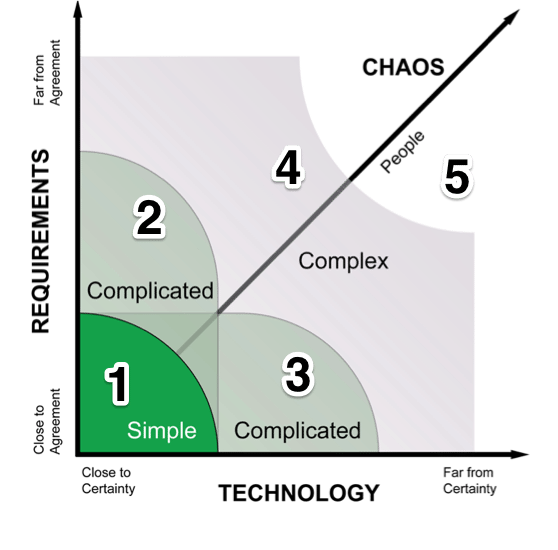 Far from
Agreement
CHAOS
People
4
5
2
REQUIREMENTS
Complex
Complicated
1
3
Simple
Complicated
Close to
Agreement
Close to
Certainty
TECHNOLOGY
Far from
Certainty